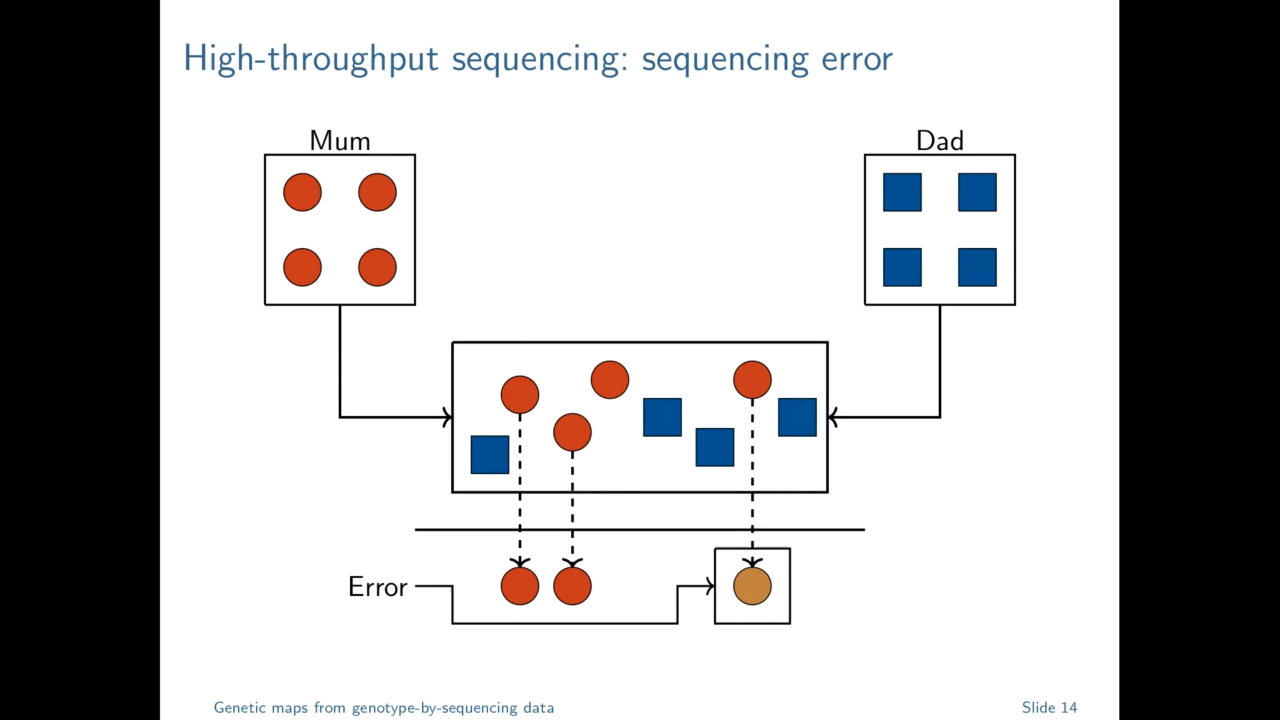 High-throughput sequencing: sequencing error
Mum
Dad
Error
Genetic maps from genotype-by-sequencing data
Slide 14